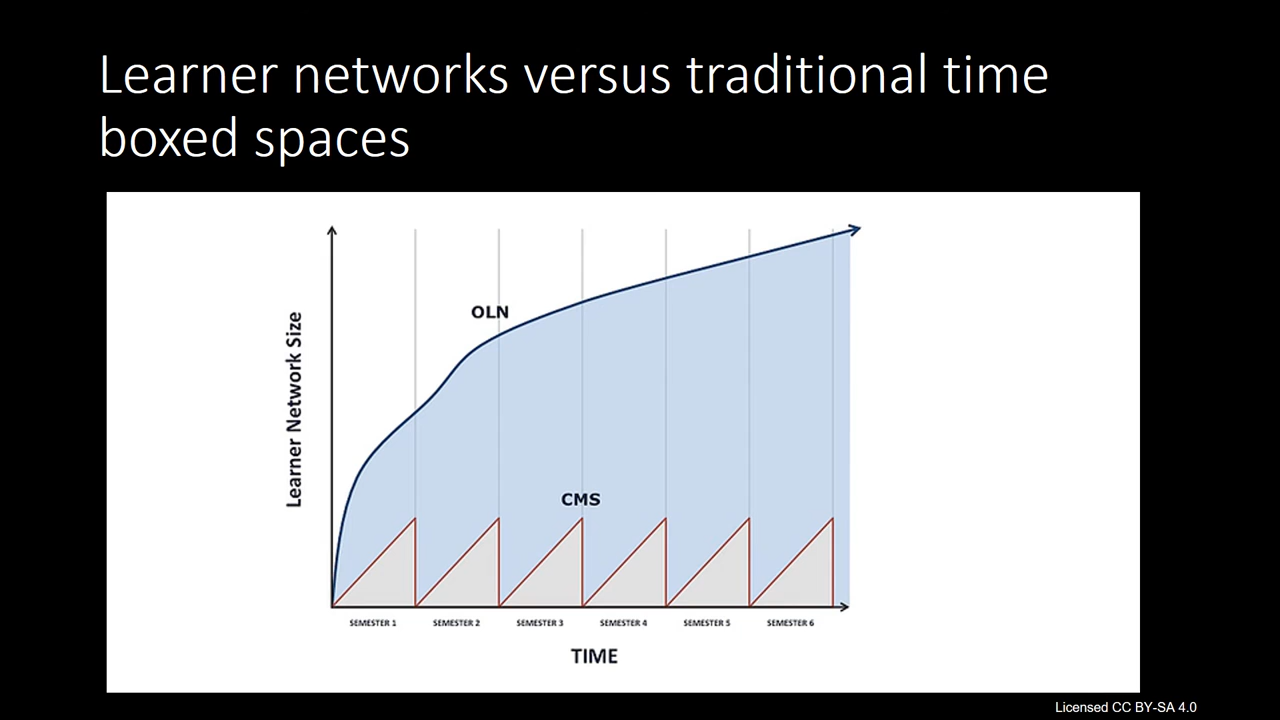 Learner networks versus traditional time
boxed spaces
Learner Network Size
OLN
CMS
SEMESTER 1
SEMESTER 2
SEMESTER 3
SEMESTER 4
SEMESTER 5
SEMESTER 6
TIME
Licensed CC BY-SA 4.0